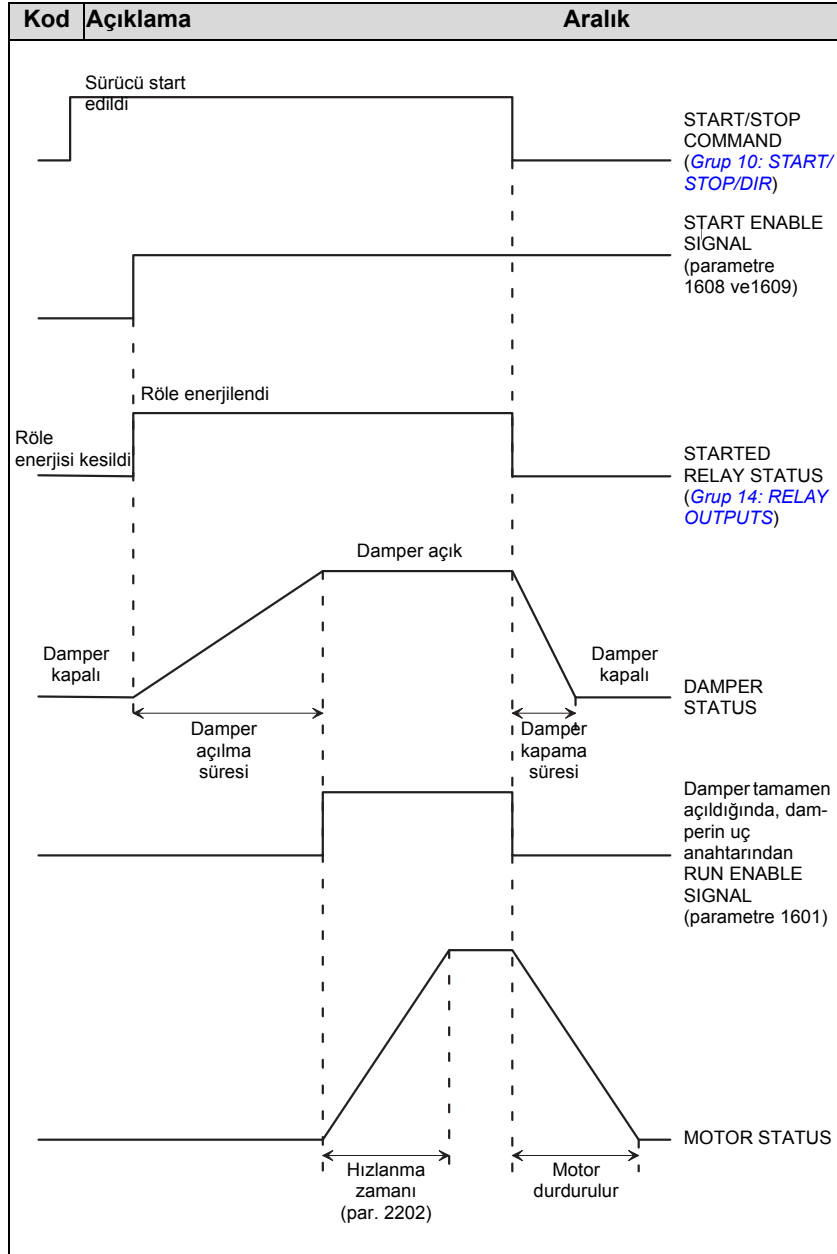 Kod Açıklama Aralık
Sürücü start
edildi
START/STOP
COMMAND
(Grup 10: START/
STOP/DIR)
START ENABLE
SIGNAL
(parametre
1608 ve1609)
Röle enerjilendi
Röle
enerjisi kesildi
STARTED
RELAY STATUS
(Grup 14: RELAY
OUTPUTS)
Damper açık
Damper
kapalı
Damper
kapalı
DAMPER
STATUS
Damper
açılma
süresi
Damper
kapama
süresi
Damper tamamen
açıldığında, dam-
perin uç
anahtarından
RUN ENABLE
SIGNAL
(parametre 1601)
MOTOR STATUS
Hızlanma
zamanı
(par. 2202)
Motor
durdurulur